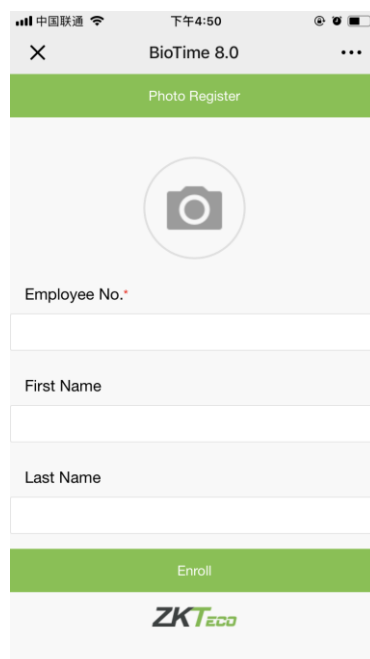 中国联通
下午4:50
BioTime 8.0
Photo Register
Employee No.*
First Name
Last Name
Enroll
ZKTECO